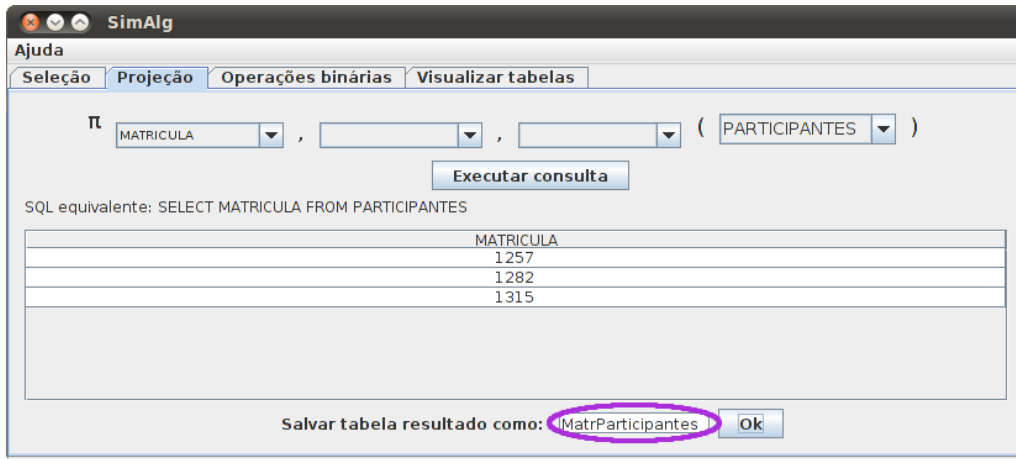 SimAlg
Ajuda
Seleção Projeção Operações binárias Visualizar tabelas
π MATRICULA , , ( PARTICIPANTES )
Executar consulta
SQL equivalente: SELECT MATRICULA FROM PARTICIPANTES
MATRICULA
1257
1282
1315
Salvar tabela resultado como: MatrParticipantes Ok